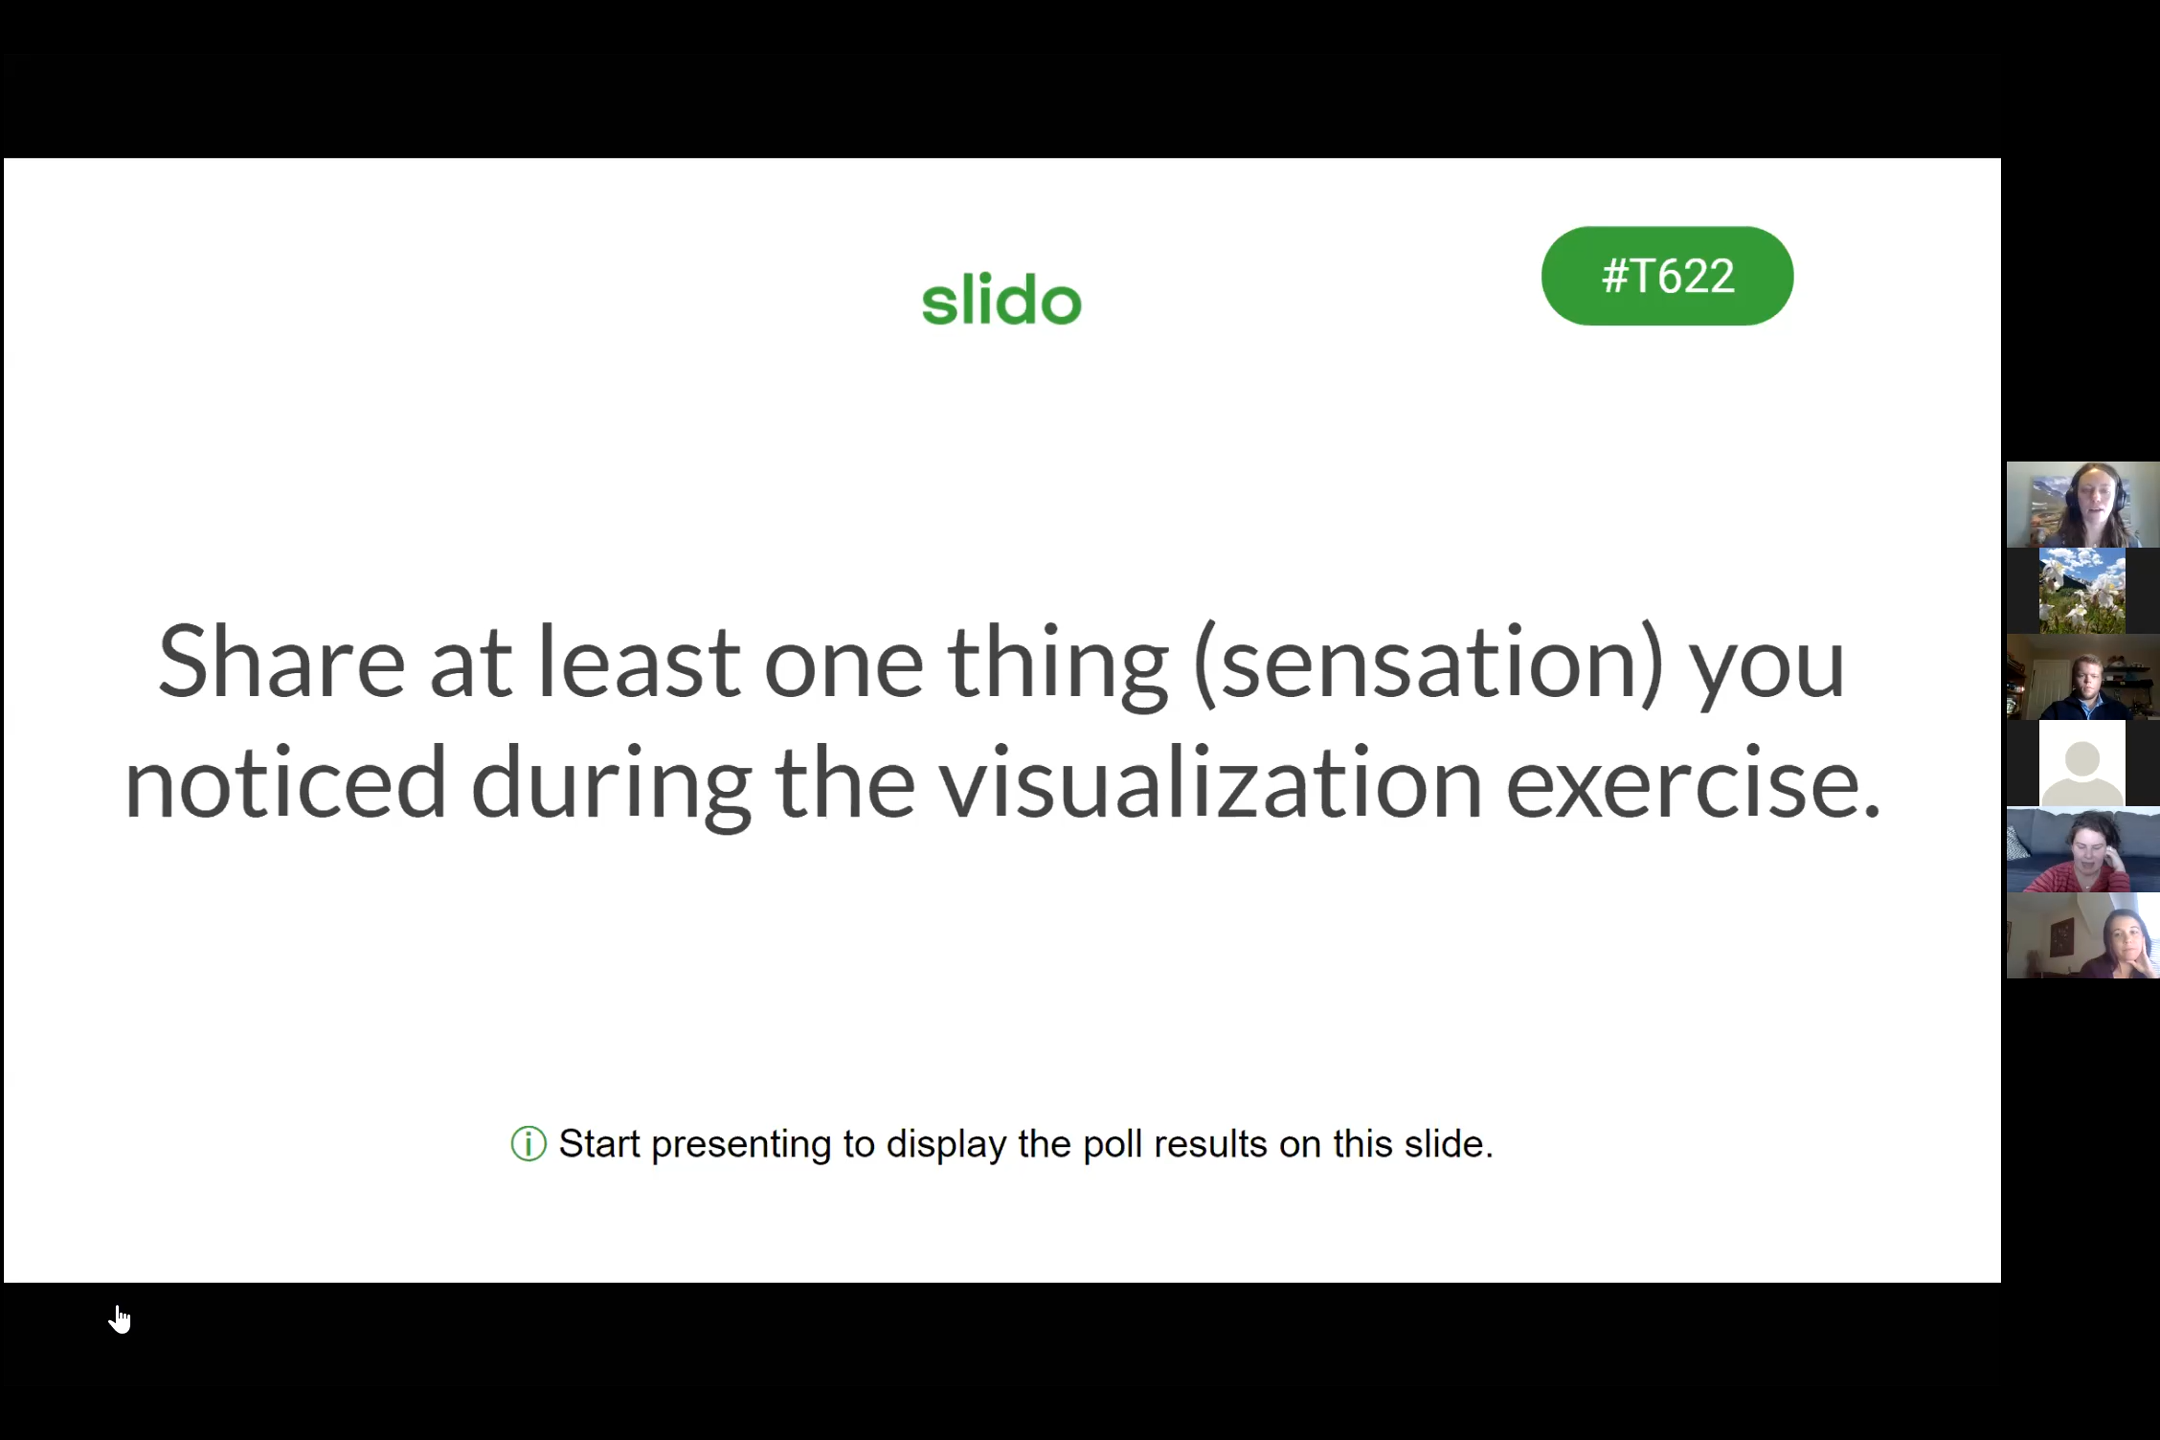 slido
#T622
Share at least one thing (sensation) you
noticed during the visualization exercise.
Start presenting to display the poll results on this slide.